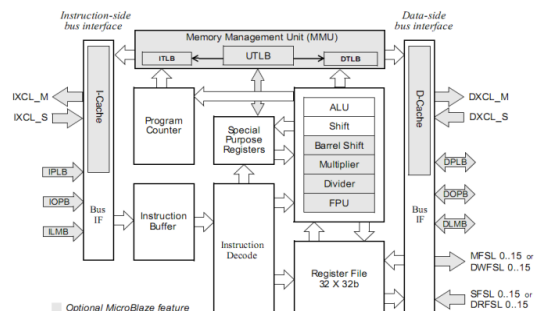 Instruction-side
bus interface
Data-side
bus interface
Memory Management Unit (MMU)
ITLB
UTLB
DTLB
I-Cache
D-Cache
IXCL_M
IXCL_S
DXCL_M
DXCL_S
Program
Counter
Special
Purpose
Registers
ALU
Shift
Barrel Shift
Multiplier
Divider
FPU
IPLB
IOPB
ILMB
Bus
IF
Instruction
Buffer
Instruction
Decode
Register File
32 X 32b
Bus
IF
DPLB
DOPB
DLMB
MFSL 0..15 or
DWFSL 0..15
SFSL 0..15 or
DRFSL 0..15
Optional MicroBlaze feature